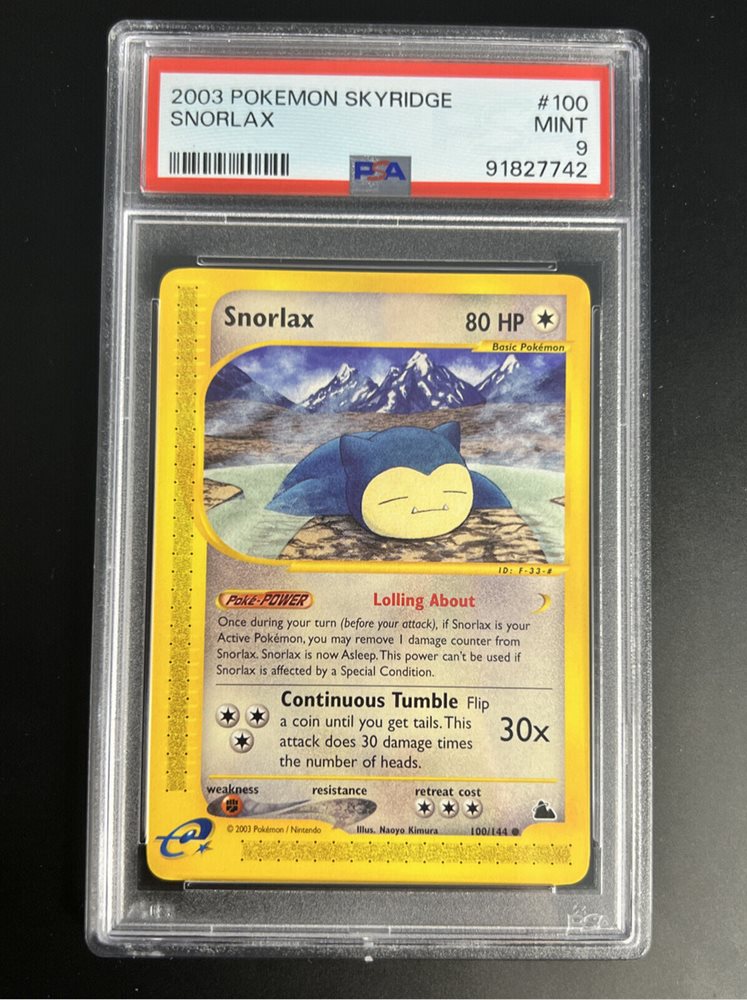 2003 POKEMON SKYRIDGE #100
SNORLAX MINT
9
PSA 91827742
Snorlax 80 HP
Basic Pokémon
ID: F-33-#
Poké-POWER Lolling About
Once during your turn (before your attack), if Snorlax is your
Active Pokémon, you may remove 1 damage counter from
Snorlax. Snorlax is now Asleep. This power can't be used if
Snorlax is affected by a Special Condition.
Continuous Tumble Flip
a coin until you get tails. This
attack does 30 damage times
the number of heads.
30x
weakness resistance retreat cost
© 2003 Pokémon / Nintendo Illus. Naoyo Kimura 100/144
e
PSA